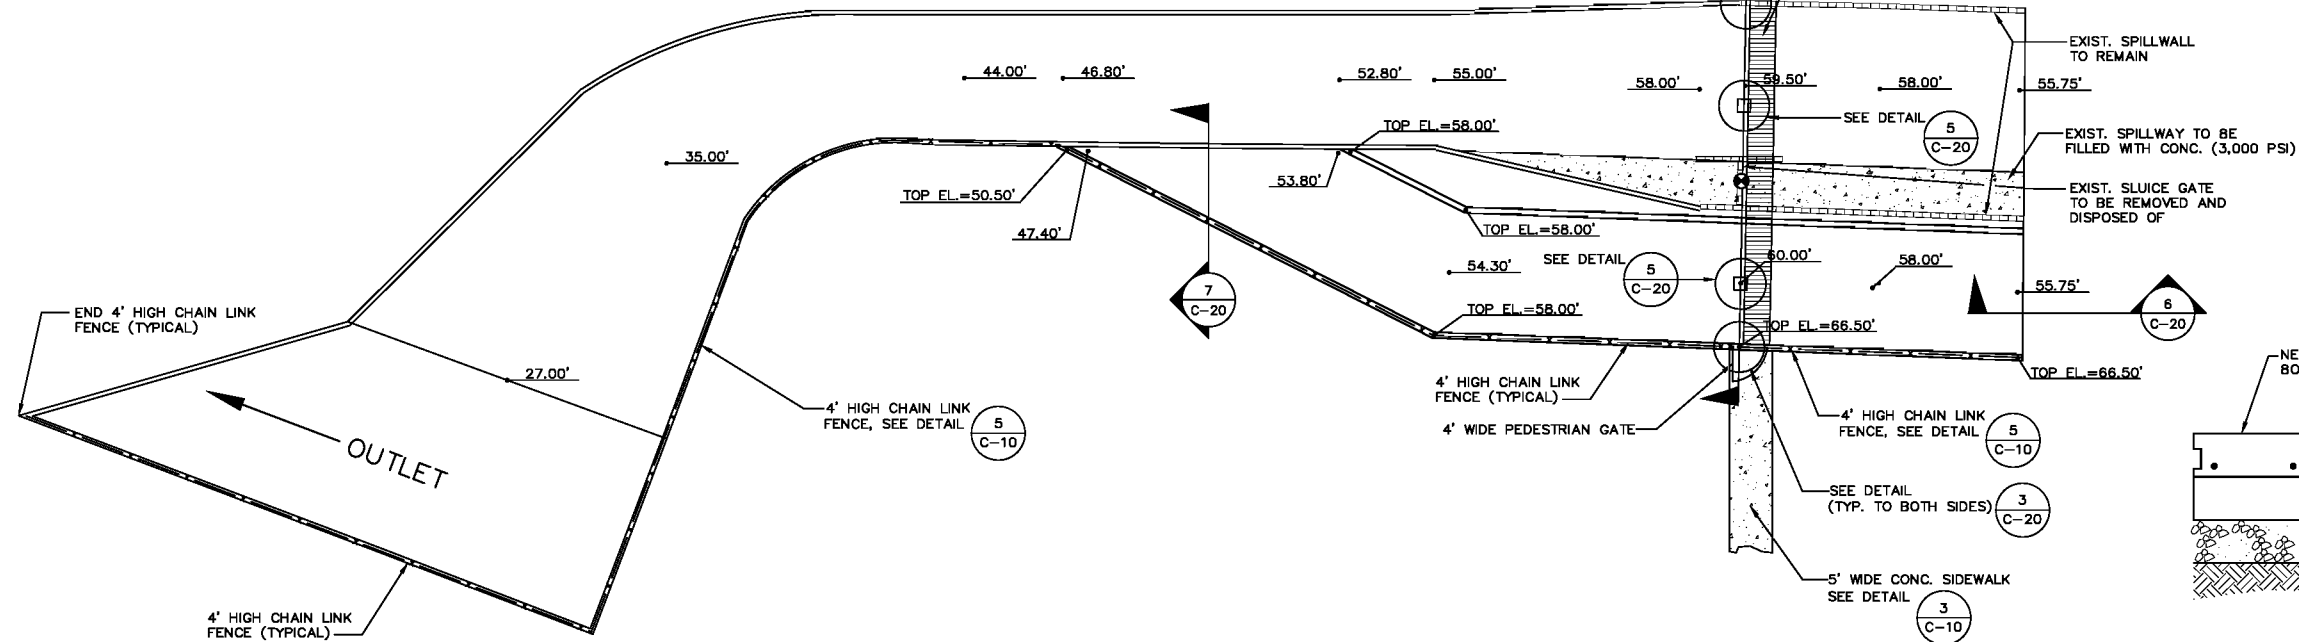 EXIST. SPILLWALL
TO REMAIN
44.00'
46.80'
52.80'
55.00'
58.00'
59.50'
58.00'
55.75'
SEE DETAIL
5
C-20
TOP EL.=58.00'
EXIST. SPILLWAY TO BE
FILLED WITH CONC. (3,000 PSI)
35.00'
TOP EL.=50.50'
53.80'
EXIST. SLUICE GATE
TO BE REMOVED AND
DISPOSED OF
47.40'
TOP EL.=58.00'
SEE DETAIL
5
C-20
60.00'
54.30'
58.00'
55.75'
7
C-20
6
C-20
END 4' HIGH CHAIN LINK
FENCE (TYPICAL)
TOP EL.=58.00'
TOP EL.=66.50'
27.00'
TOP EL.=66.50'
4' HIGH CHAIN LINK
FENCE (TYPICAL)
4' HIGH CHAIN LINK
FENCE, SEE DETAIL
5
C-10
4' WIDE PEDESTRIAN GATE
4' HIGH CHAIN LINK
FENCE, SEE DETAIL
5
C-10
OUTLET
SEE DETAIL
(TYP. TO BOTH SIDES)
3
C-20
5' WIDE CONC. SIDEWALK
SEE DETAIL
3
C-10
4' HIGH CHAIN LINK
FENCE (TYPICAL)